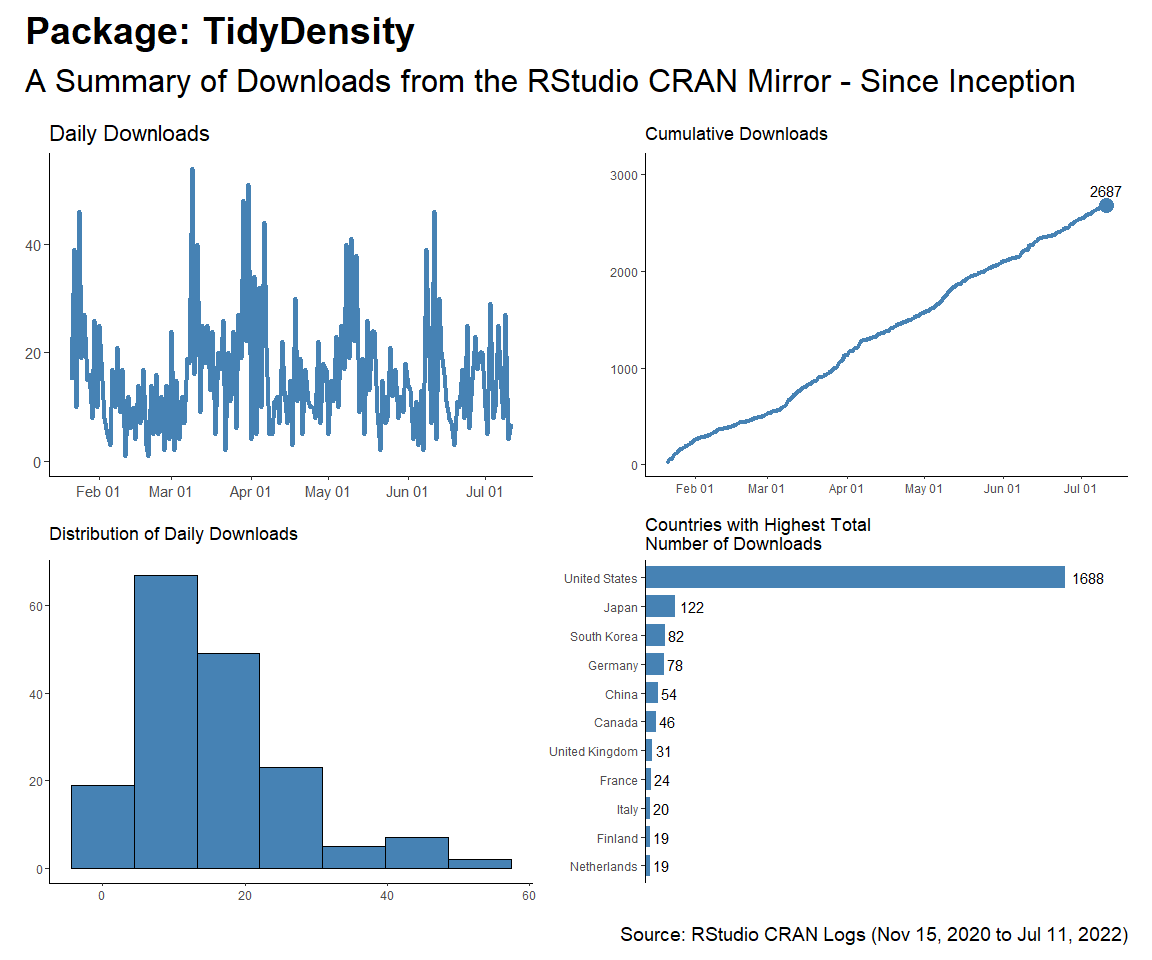 Package: TidyDensity
A Summary of Downloads from the RStudio CRAN Mirror - Since Inception
Daily Downloads
40
20
0
Feb 01 Mar 01 Apr 01 May 01 Jun 01 Jul 01
Cumulative Downloads
3000
2687
2000
1000
0
Feb 01 Mar 01 Apr 01 May 01 Jun 01 Jul 01
Distribution of Daily Downloads
60
40
20
0
0 20 40 60
Countries with Highest Total
Number of Downloads
United States 1688
Japan 122
South Korea 82
Germany 78
China 54
Canada 46
United Kingdom 31
France 24
Italy 20
Finland 19
Netherlands 19
Source: RStudio CRAN Logs (Nov 15, 2020 to Jul 11, 2022)